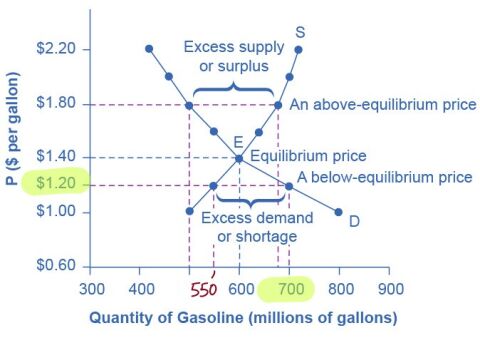 S
$2.20
Excess supply
or surplus
$1.80
An above-equilibrium price
E
$1.40
Equilibrium price
A below-equilibrium price
$1.20
$1.00
Excess demand
or shortage
D
$0.60
P ($ per gallon)
300 400 550 600 700 800 900
Quantity of Gasoline (millions of gallons)